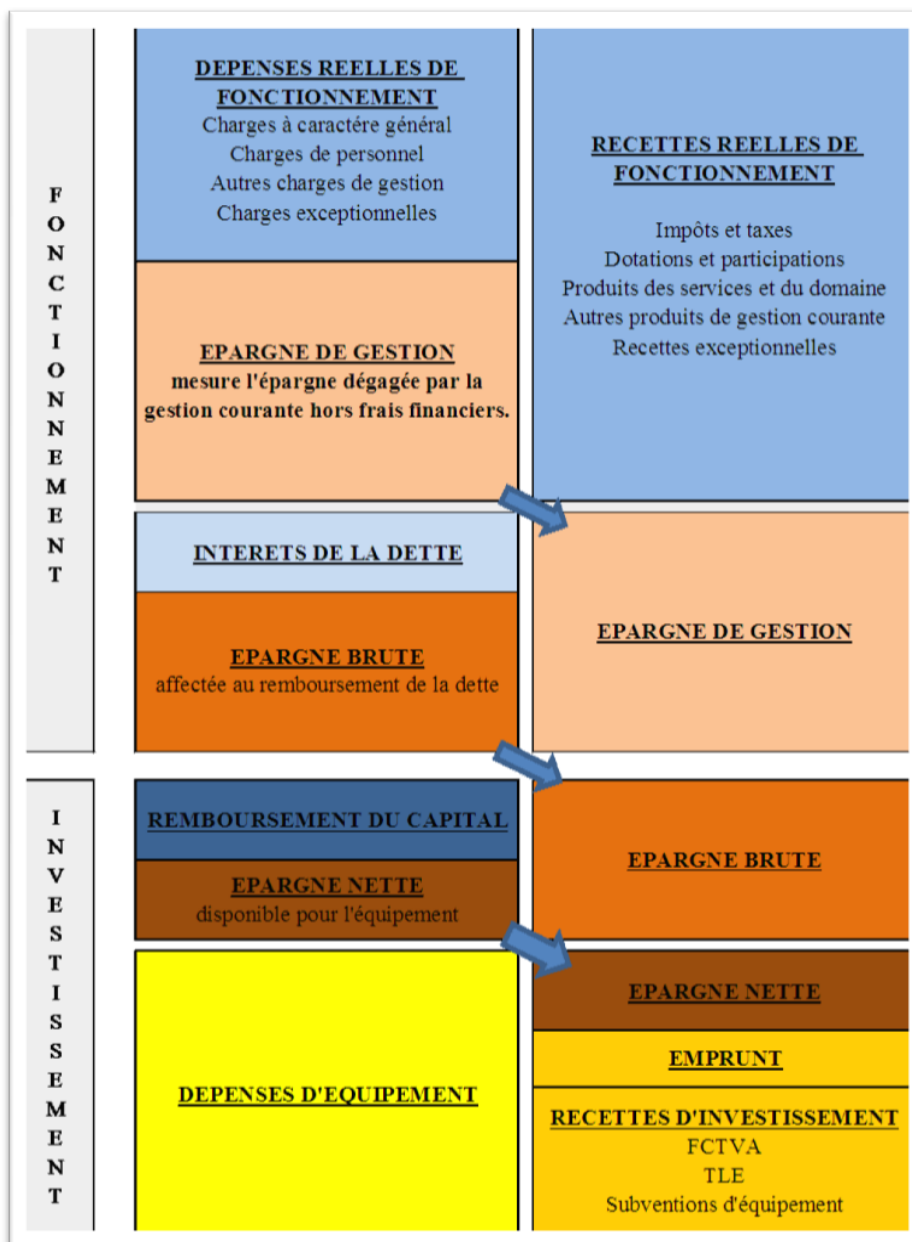 FONCTIONNEMENT
DEPENSES REELLES DE
FONCTIONNEMENT
Charges à caractére général
Charges de personnel
Autres charges de gestion
Charges exceptionnelles
RECETTES REELLES DE
FONCTIONNEMENT
Impôts et taxes
Dotations et participations
Produits des services et du domaine
Autres produits de gestion courante
Recettes exceptionnelles
EPARGNE DE GESTION
mesure l'épargne dégagée par la
gestion courante hors frais financiers.
INTERETS DE LA DETTE
EPARGNE BRUTE
affectée au remboursement de la dette
EPARGNE DE GESTION
INVESTISSEMENT
REMBOURSEMENT DU CAPITAL
EPARGNE NETTE
disponible pour l'équipement
EPARGNE BRUTE
DEPENSES D'EQUIPEMENT
EPARGNE NETTE
EMPRUNT
RECETTES D'INVESTISSEMENT
FCTVA
TLE
Subventions d'équipement